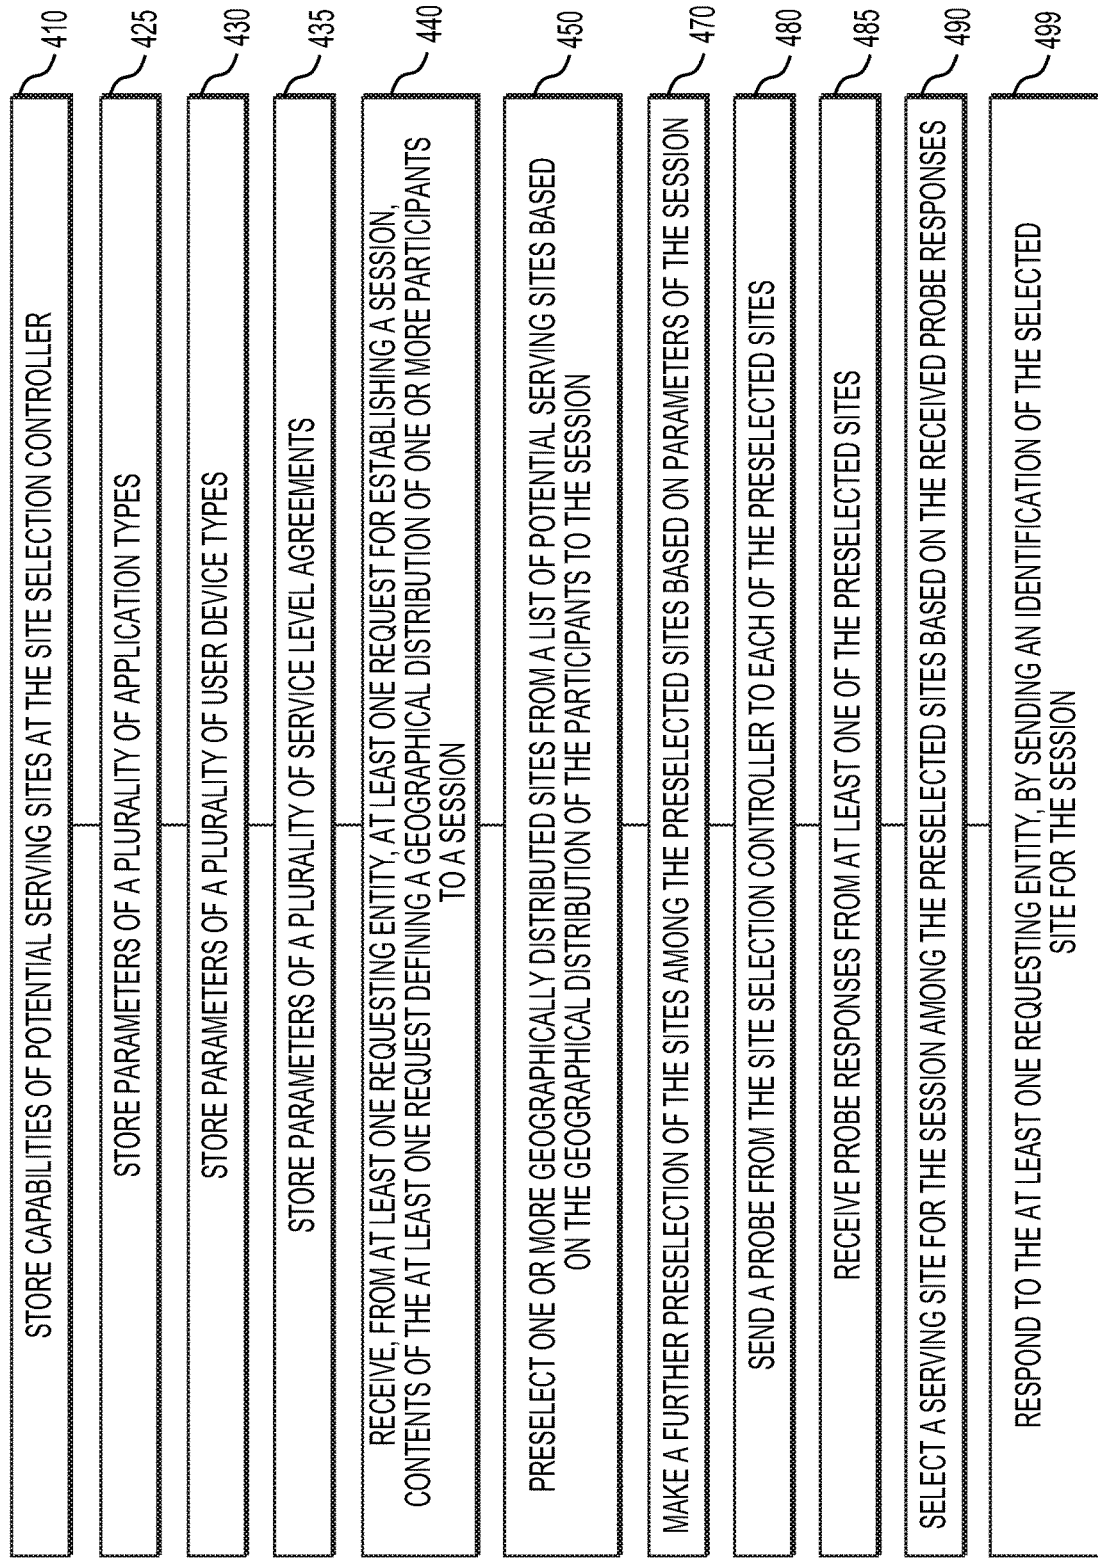 STORE CAPABILITIES OF POTENTIAL SERVING SITES AT THE SITE SELECTION CONTROLLER
410
STORE PARAMETERS OF A PLURALITY OF APPLICATION TYPES
425
STORE PARAMETERS OF A PLURALITY OF USER DEVICE TYPES
430
STORE PARAMETERS OF A PLURALITY OF SERVICE LEVEL AGREEMENTS
435
RECEIVE, FROM AT LEAST ONE REQUESTING ENTITY, AT LEAST ONE REQUEST FOR ESTABLISHING A SESSION,
CONTENTS OF THE AT LEAST ONE REQUEST DEFINING A GEOGRAPHICAL DISTRIBUTION OF ONE OR MORE PARTICIPANTS
TO A SESSION
440
PRESELECT ONE OR MORE GEOGRAPHICALLY DISTRIBUTED SITES FROM A LIST OF POTENTIAL SERVING SITES BASED
ON THE GEOGRAPHICAL DISTRIBUTION OF THE PARTICIPANTS TO THE SESSION
450
MAKE A FURTHER PRESELECTION OF THE SITES AMONG THE PRESELECTED SITES BASED ON PARAMETERS OF THE SESSION
470
SEND A PROBE FROM THE SITE SELECTION CONTROLLER TO EACH OF THE PRESELECTED SITES
480
RECEIVE PROBE RESPONSES FROM AT LEAST ONE OF THE PRESELECTED SITES
485
SELECT A SERVING SITE FOR THE SESSION AMONG THE PRESELECTED SITES BASED ON THE RECEIVED PROBE RESPONSES
490
RESPOND TO THE AT LEAST ONE REQUESTING ENTITY, BY SENDING AN IDENTIFICATION OF THE SELECTED
SITE FOR THE SESSION
499